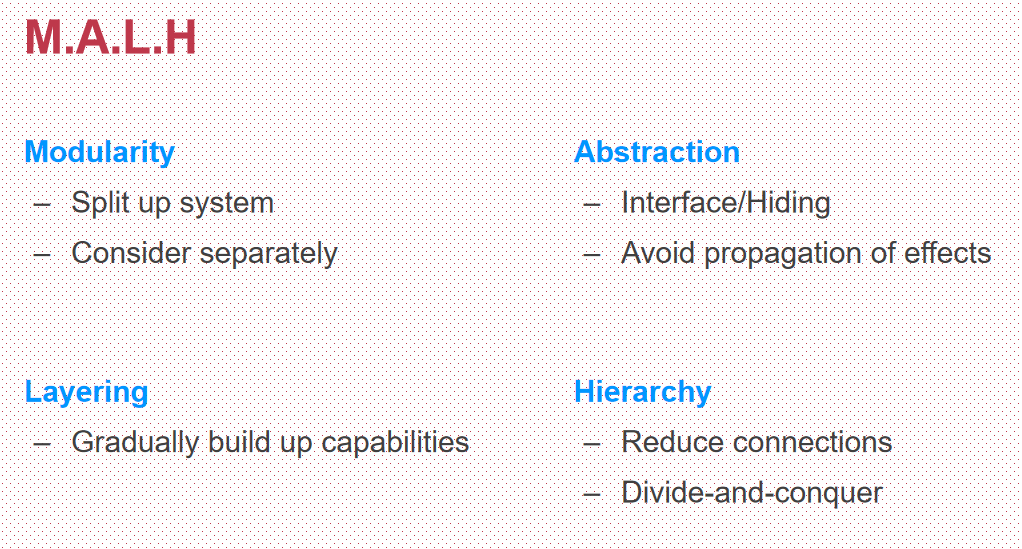 M.A.L.H
Modularity
– Split up system
– Consider separately
Abstraction
– Interface/Hiding
– Avoid propagation of effects
Layering
– Gradually build up capabilities
Hierarchy
– Reduce connections
– Divide-and-conquer